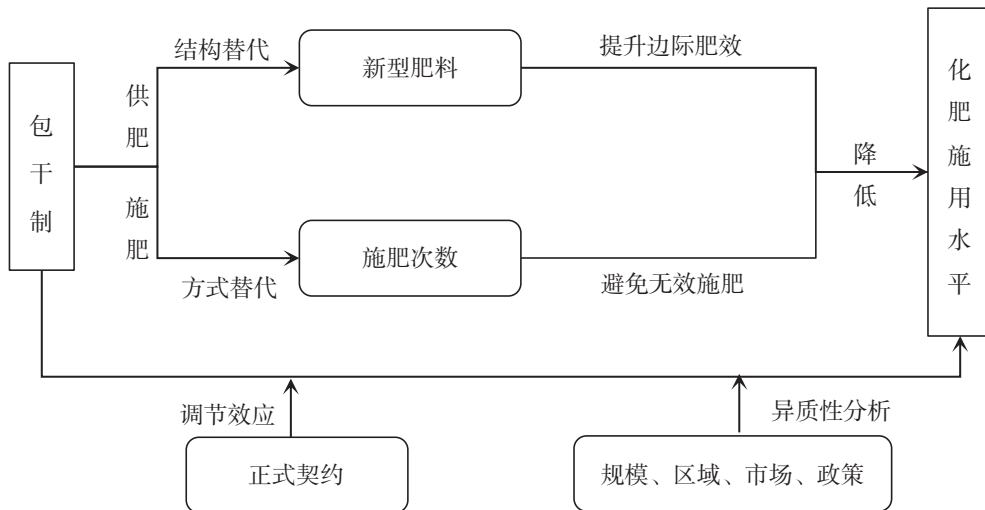 包干制
供肥
施肥
结构替代
新型肥料
提升边际肥效
方式替代
施肥次数
避免无效施肥
降低
化肥施用水平
调节效应
正式契约
异质性分析
规模、区域、市场、政策